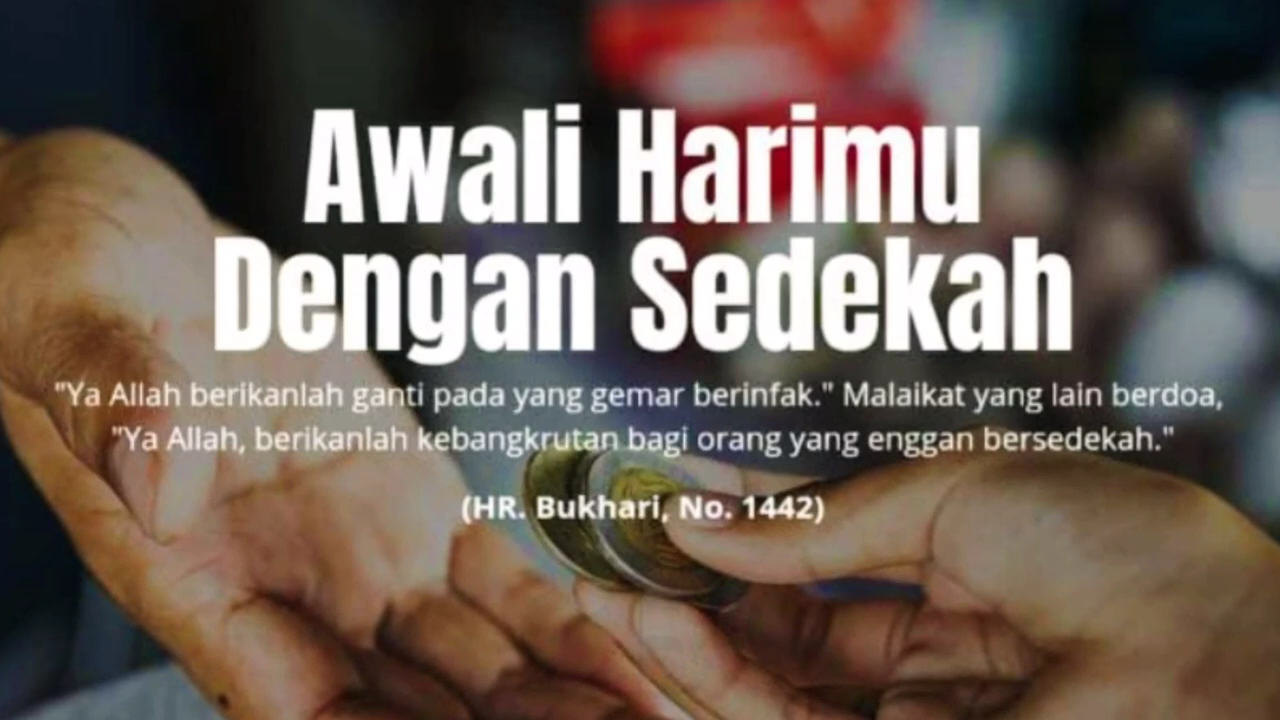 Awali Harimu
Dengan Sedekah
"Ya Allah berikanlah ganti pada yang gemar berinfak." Malaikat yang lain berdoa,
"Ya Allah, berikanlah kebangkrutan bagi orang yang enggan bersedekah."
(HR. Bukhari, No. 1442)